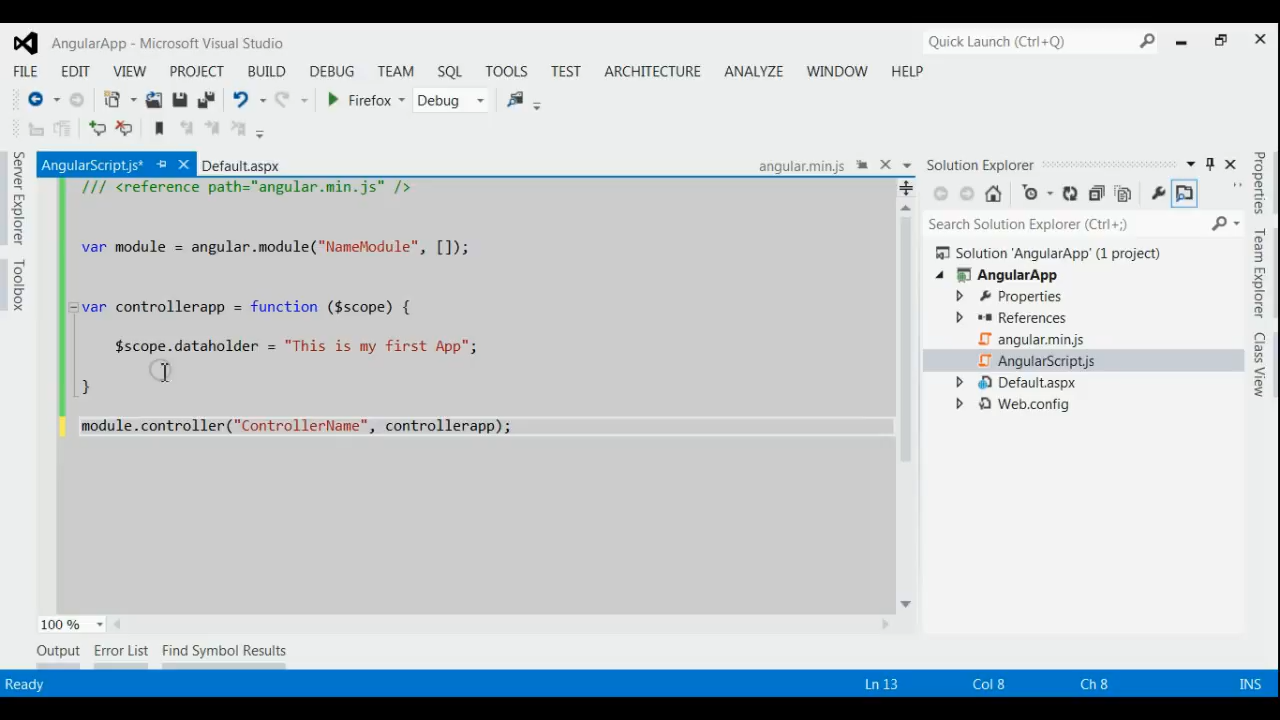 AngularApp - Microsoft Visual Studio
Quick Launch (Ctrl+Q)
FILE EDIT VIEW PROJECT BUILD DEBUG TEAM SQL TOOLS TEST ARCHITECTURE ANALYZE WINDOW HELP
Firefox Debug
AngularScript.js* Default.aspx angular.min.js
/// <reference path="angular.min.js" />
var module = angular.module("NameModule", []);
var controllerapp = function ($scope) {
$scope.dataholder = "This is my first App";
}
module.controller("ControllerName", controllerapp);
100 %
Server Explorer
Toolbox
Solution Explorer
Search Solution Explorer (Ctrl+;)
Solution 'AngularApp' (1 project)
AngularApp
Properties
References
angular.min.js
AngularScript.js
Default.aspx
Web.config
Properties
Team Explorer
Class View
Output Error List Find Symbol Results
Ready Ln 13 Col 8 Ch 8 INS